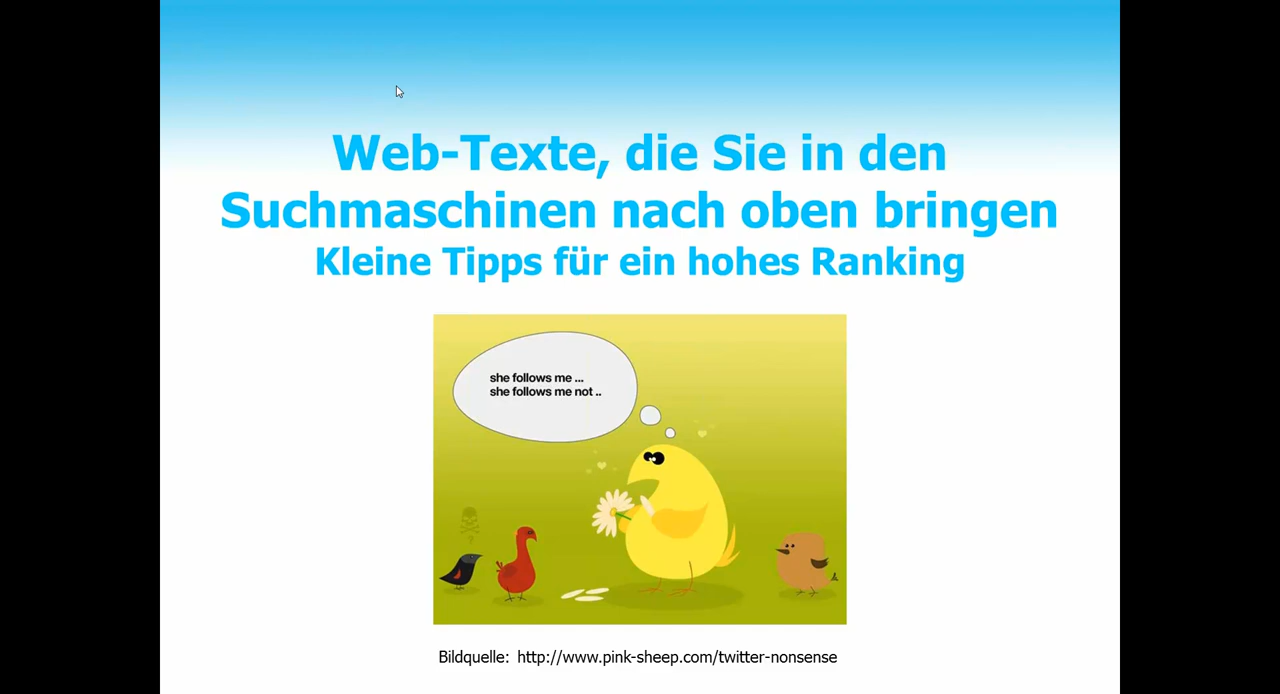 Web-Texte, die Sie in den
Suchmaschinen nach oben bringen
Kleine Tipps für ein hohes Ranking
she follows me ...
she follows me not ..
?
Bildquelle: http://www.pink-sheep.com/twitter-nonsense